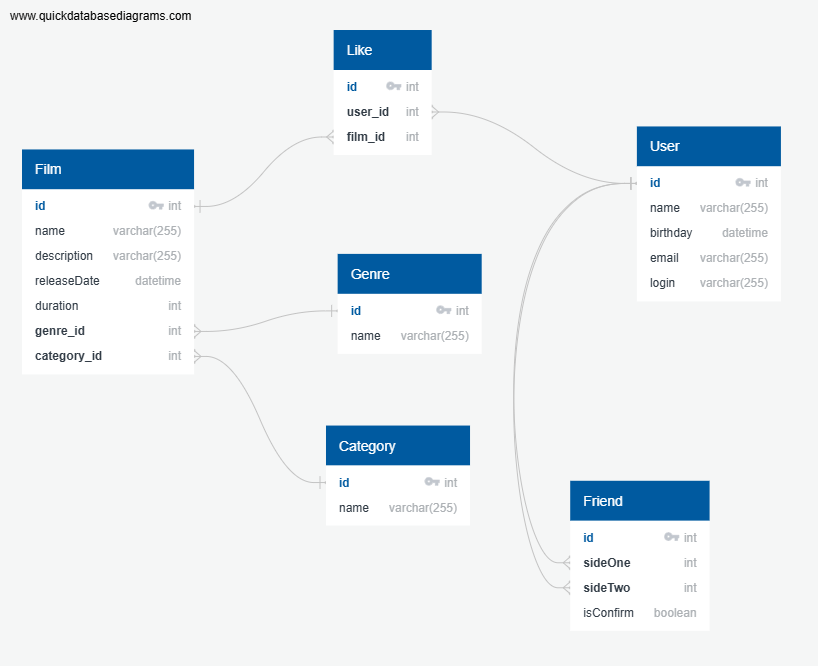 www.quickdatabasediagrams.com
Like
id int
user_id int
film_id int
Film
id int
name varchar(255)
description varchar(255)
releaseDate datetime
duration int
genre_id int
category_id int
User
id int
name varchar(255)
birthday datetime
email varchar(255)
login varchar(255)
Genre
id int
name varchar(255)
Category
id int
name varchar(255)
Friend
id int
sideOne int
sideTwo int
isConfirm boolean